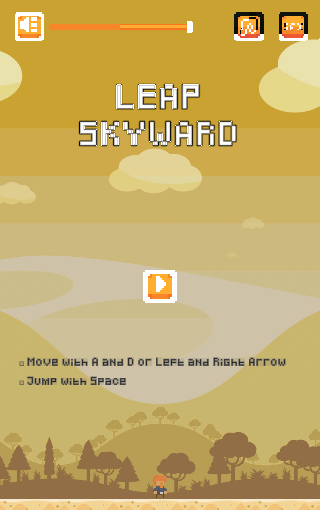 LEAP
SKYWARD
Move with A and D or Left and Right Arrow
Jump with Space